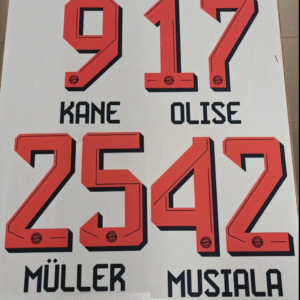 9 17
KANE OLISE
25 42
MÜLLER MUSIALA